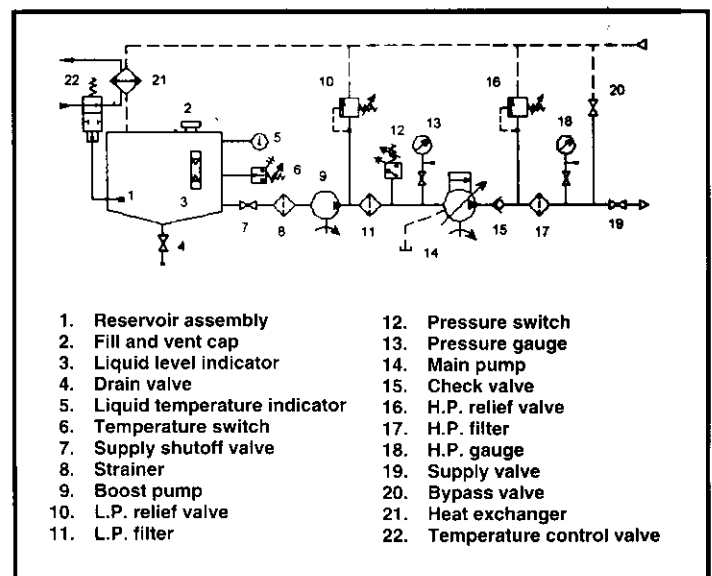 22
21
10
16
20
2
13
12
18
5
6
9
1
3
7
8
11
14
15
17
19
4
1. Reservoir assembly
2. Fill and vent cap
3. Liquid level indicator
4. Drain valve
5. Liquid temperature indicator
6. Temperature switch
7. Supply shutoff valve
8. Strainer
9. Boost pump
10. L.P. relief valve
11. L.P. filter
12. Pressure switch
13. Pressure gauge
14. Main pump
15. Check valve
16. H.P. relief valve
17. H.P. filter
18. H.P. gauge
19. Supply valve
20. Bypass valve
21. Heat exchanger
22. Temperature control valve